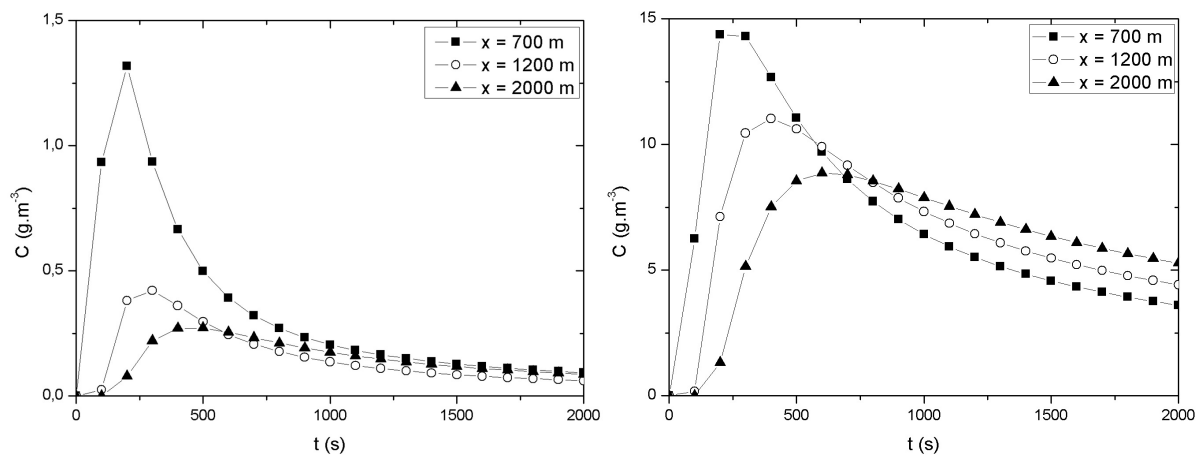 1,5
1,0
0,5
0,0
C (g.m-3)
x = 700 m
x = 1200 m
x = 2000 m
0 500 1000 1500 2000
t (s)
15
10
5
0
C (g.m-3)
x = 700 m
x = 1200 m
x = 2000 m
0 500 1000 1500 2000
t (s)